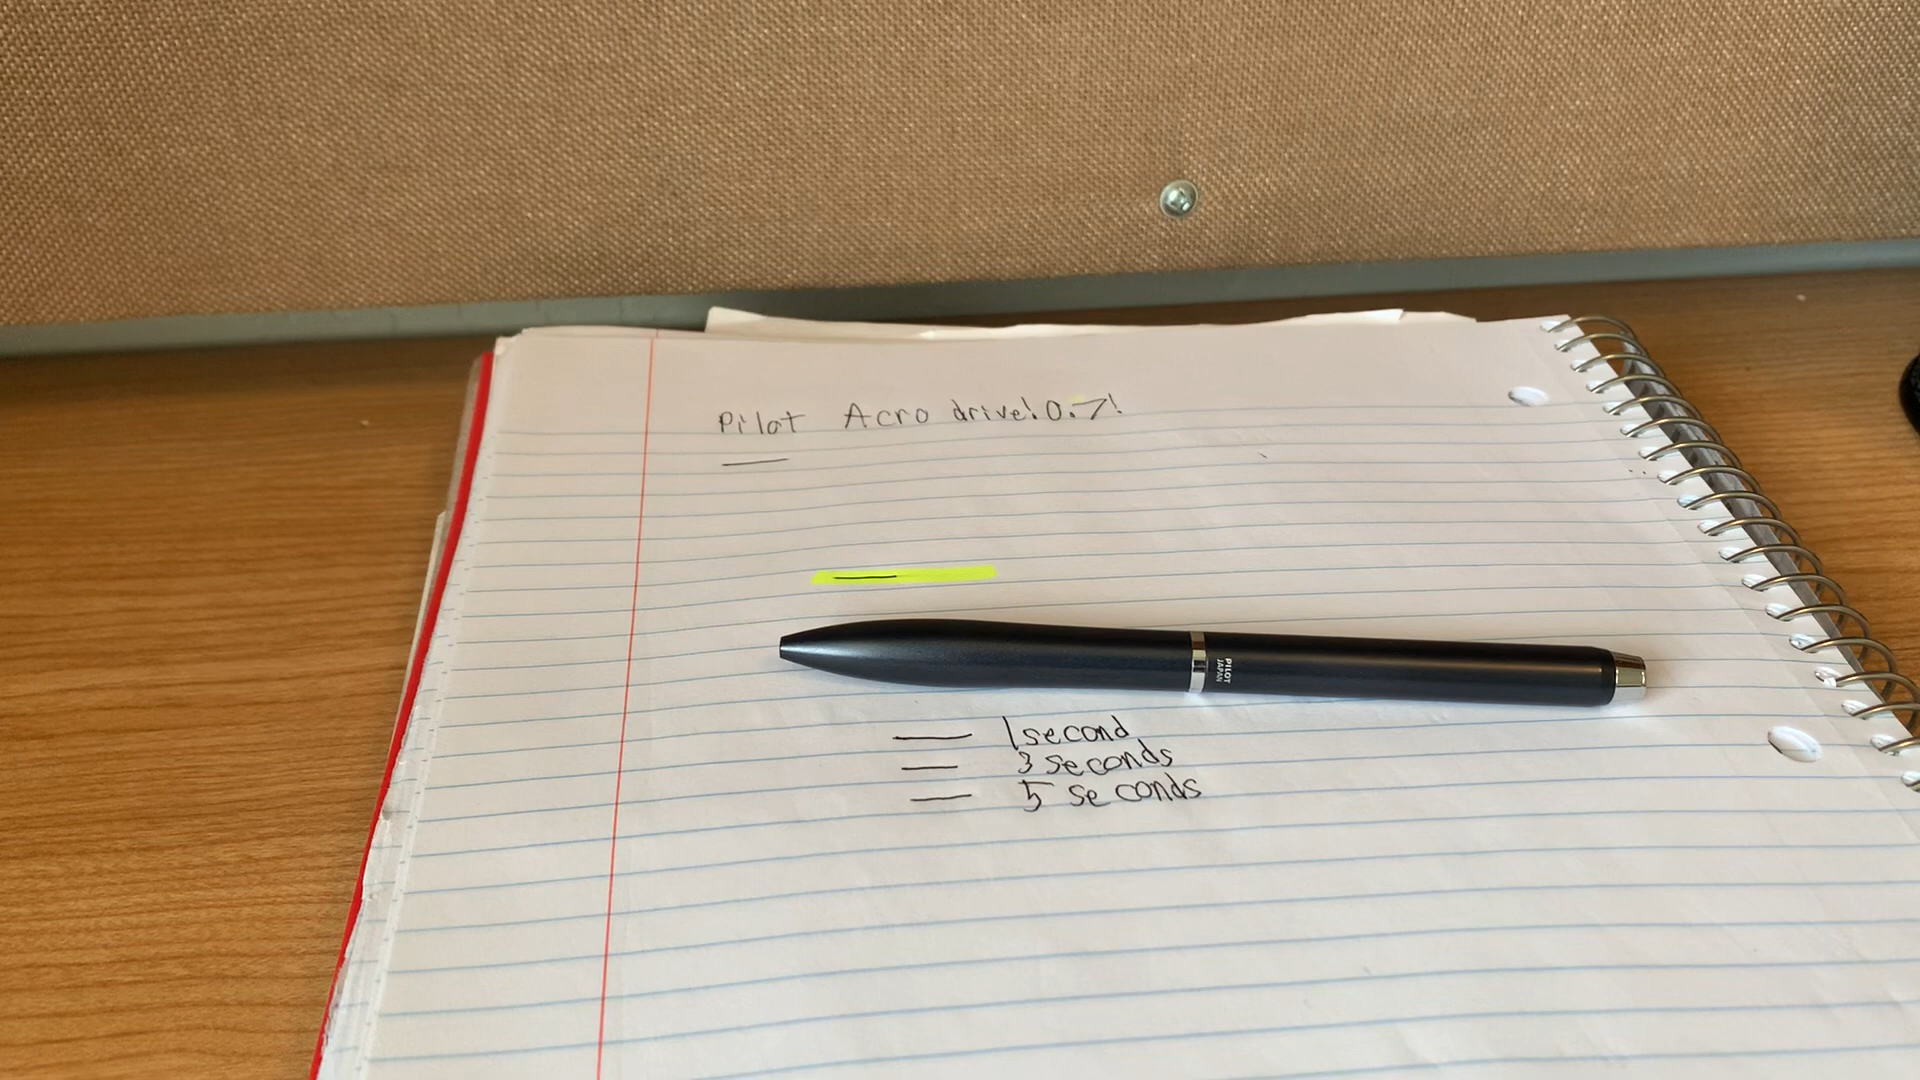 Pilot Acro drive! 0.7!
PILOT
JAPAN
1 second
3 seconds
5 seconds